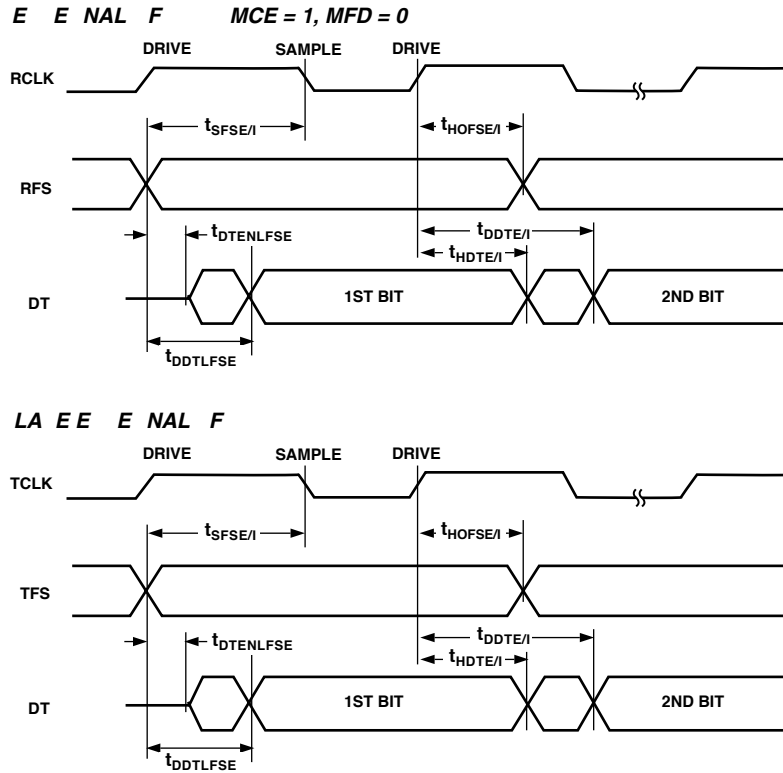 E E NAL F MCE = 1, MFD = 0
DRIVE SAMPLE DRIVE
RCLK
tSFSE/I tHOFSE/I
RFS
tDDTE/I
tDTENLFSE
tHDTE/I
DT 1ST BIT 2ND BIT
tDDTLFSE
LA E E E NAL F
DRIVE SAMPLE DRIVE
TCLK
tSFSE/I tHOFSE/I
TFS
tDDTE/I
tDTENLFSE
tHDTE/I
DT 1ST BIT 2ND BIT
tDDTLFSE